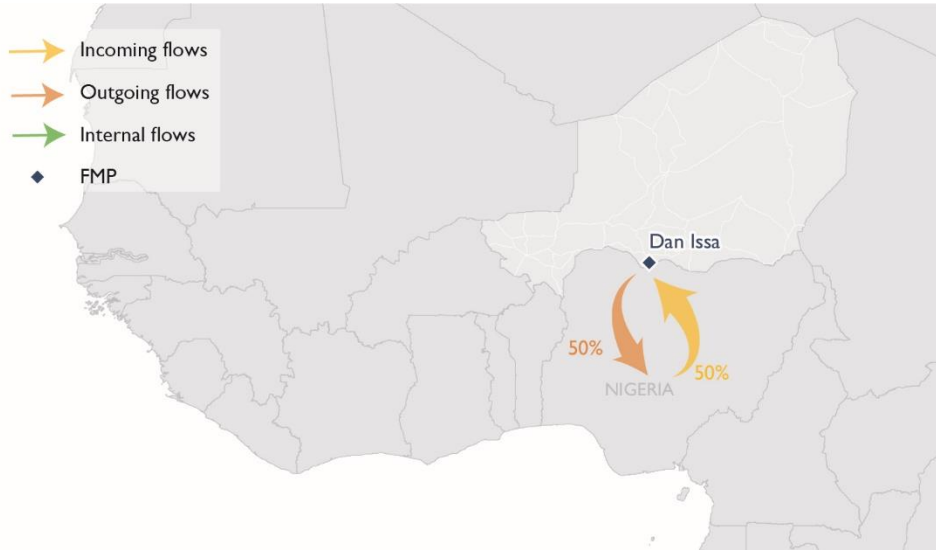 Incoming flows
Outgoing flows
Internal flows
FMP
Dan Issa
50%
50%
NIGERIA